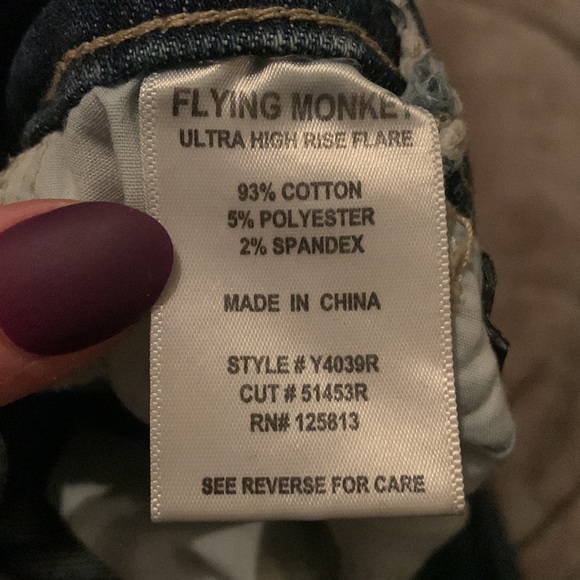 FLYING MONKEY
ULTRA HIGH RISE FLARE
93% COTTON
5% POLYESTER
2% SPANDEX
MADE IN CHINA
STYLE # Y4039R
CUT # 51453R
RN# 125813
SEE REVERSE FOR CARE